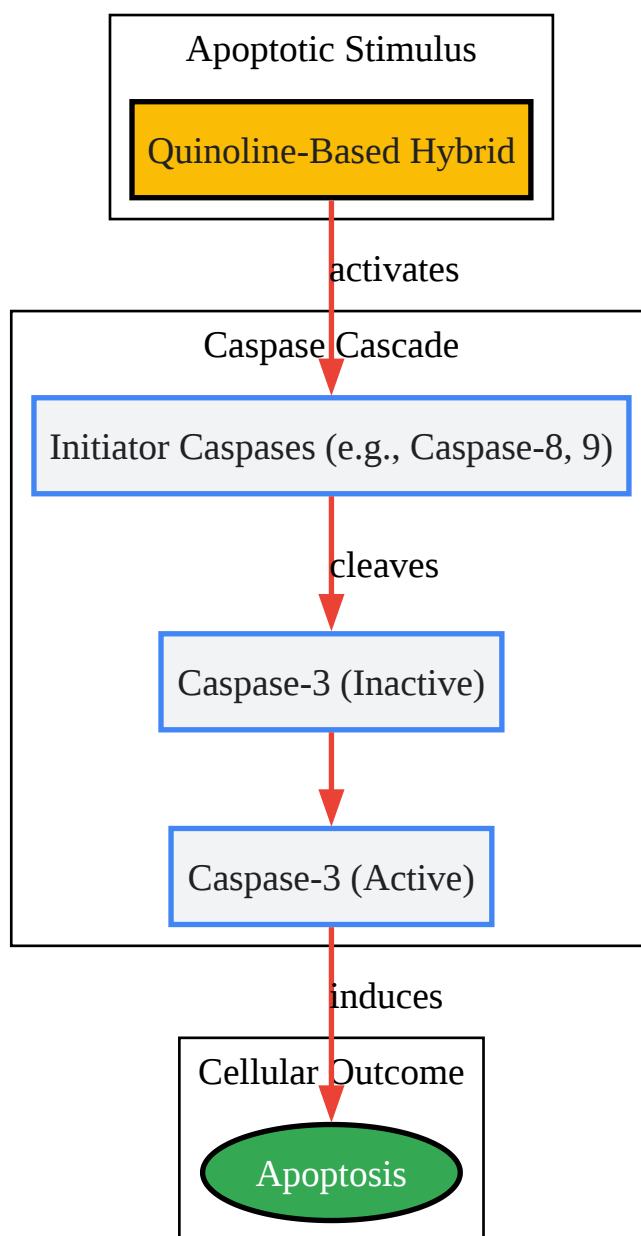 Apoptotic Stimulus
Quinoline-Based Hybrid
activates
Caspase Cascade
Initiator Caspases (e.g., Caspase-8, 9)
cleaves
Caspase-3 (Inactive)
Caspase-3 (Active)
induces
Cellular Outcome
Apoptosis